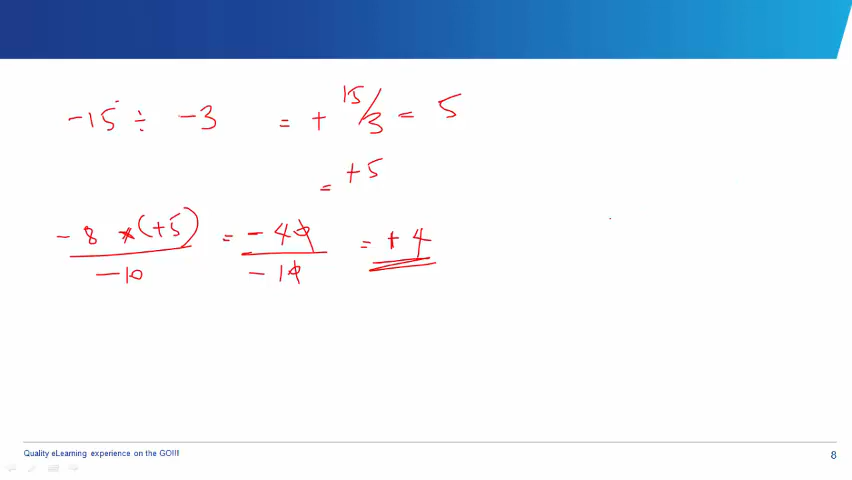 -15 ÷ -3 = + 15/3 = 5
= +5
-8 * (+5) / -10 = -40 / -10 = +4
Quality eLearning experience on the GO!!!
8